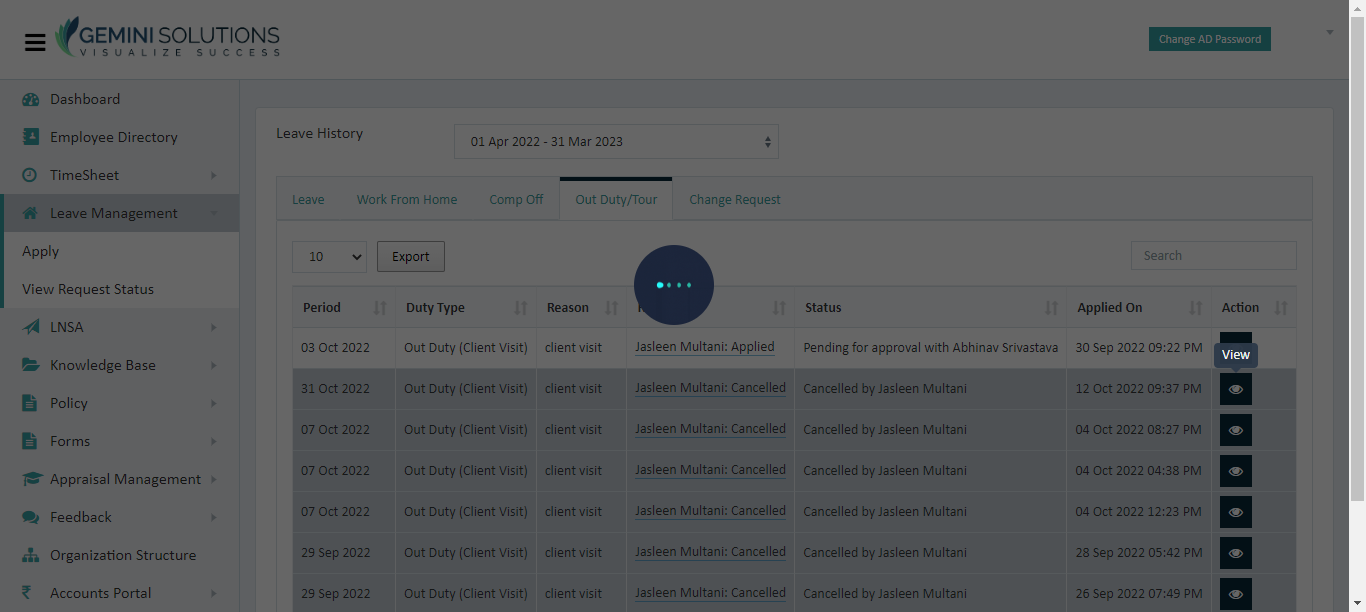 GEMINI SOLUTIONS
VISUALIZE SUCCESS
Change AD Password
Dashboard
Employee Directory
TimeSheet
Leave Management
Apply
View Request Status
LNSA
Knowledge Base
Policy
Forms
Appraisal Management
Feedback
Organization Structure
Accounts Portal
Leave History
01 Apr 2022 - 31 Mar 2023
Leave Work From Home Comp Off Out Duty/Tour Change Request
10 Export Search
Period Duty Type Reason Status Applied On Action
03 Oct 2022 Out Duty (Client Visit) client visit Jasleen Multani: Applied Pending for approval with Abhinav Srivastava 30 Sep 2022 09:22 PM
View
31 Oct 2022 Out Duty (Client Visit) client visit Jasleen Multani: Cancelled Cancelled by Jasleen Multani 12 Oct 2022 09:37 PM
07 Oct 2022 Out Duty (Client Visit) client visit Jasleen Multani: Cancelled Cancelled by Jasleen Multani 04 Oct 2022 08:27 PM
07 Oct 2022 Out Duty (Client Visit) client visit Jasleen Multani: Cancelled Cancelled by Jasleen Multani 04 Oct 2022 04:38 PM
07 Oct 2022 Out Duty (Client Visit) client visit Jasleen Multani: Cancelled Cancelled by Jasleen Multani 04 Oct 2022 12:23 PM
29 Sep 2022 Out Duty (Client Visit) client visit Jasleen Multani: Cancelled Cancelled by Jasleen Multani 28 Sep 2022 05:42 PM
29 Sep 2022 Out Duty (Client Visit) client visit Jasleen Multani: Cancelled Cancelled by Jasleen Multani 26 Sep 2022 07:49 PM